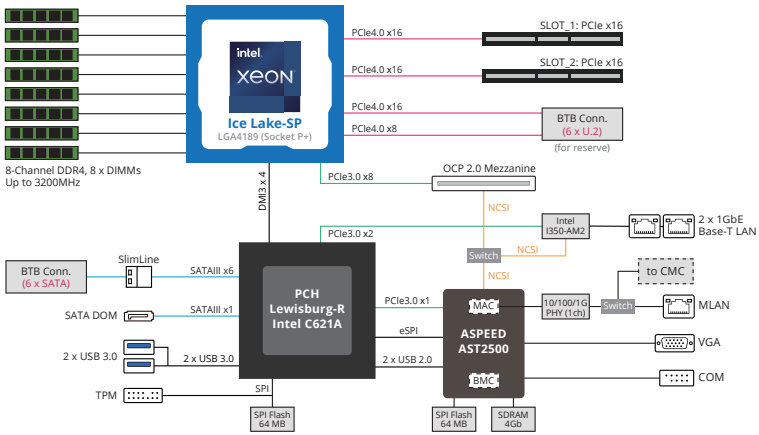 intel.
XEON
Ice Lake-SP
LGA4189 (Socket P+)
PCIe4.0 x16
SLOT_1: PCIe x16
PCIe4.0 x16
SLOT_2: PCIe x16
PCIe4.0 x16
PCIe4.0 x8
BTB Conn.
(6 x U.2)
(for reserve)
8-Channel DDR4, 8 x DIMMs
Up to 3200MHz
DMI3 x 4
PCIe3.0 x8
OCP 2.0 Mezzanine
NCSI
PCIe3.0 x2
Intel
I350-AM2
2 x 1GbE
Base-T LAN
Switch
NCSI
NCSI
BTB Conn.
(6 x SATA)
SlimLine
SATAIII x6
PCH
Lewisburg-R
Intel C621A
to CMC
SATA DOM
SATAIII x1
PCIe3.0 x1
MAC
10/100/1G
PHY (1ch)
Switch
MLAN
eSPI
ASPEED
AST2500
VGA
2 x USB 3.0
2 x USB 3.0
2 x USB 2.0
BMC
COM
TPM
SPI
SPI Flash
64 MB
SPI Flash
64 MB
SDRAM
4Gb